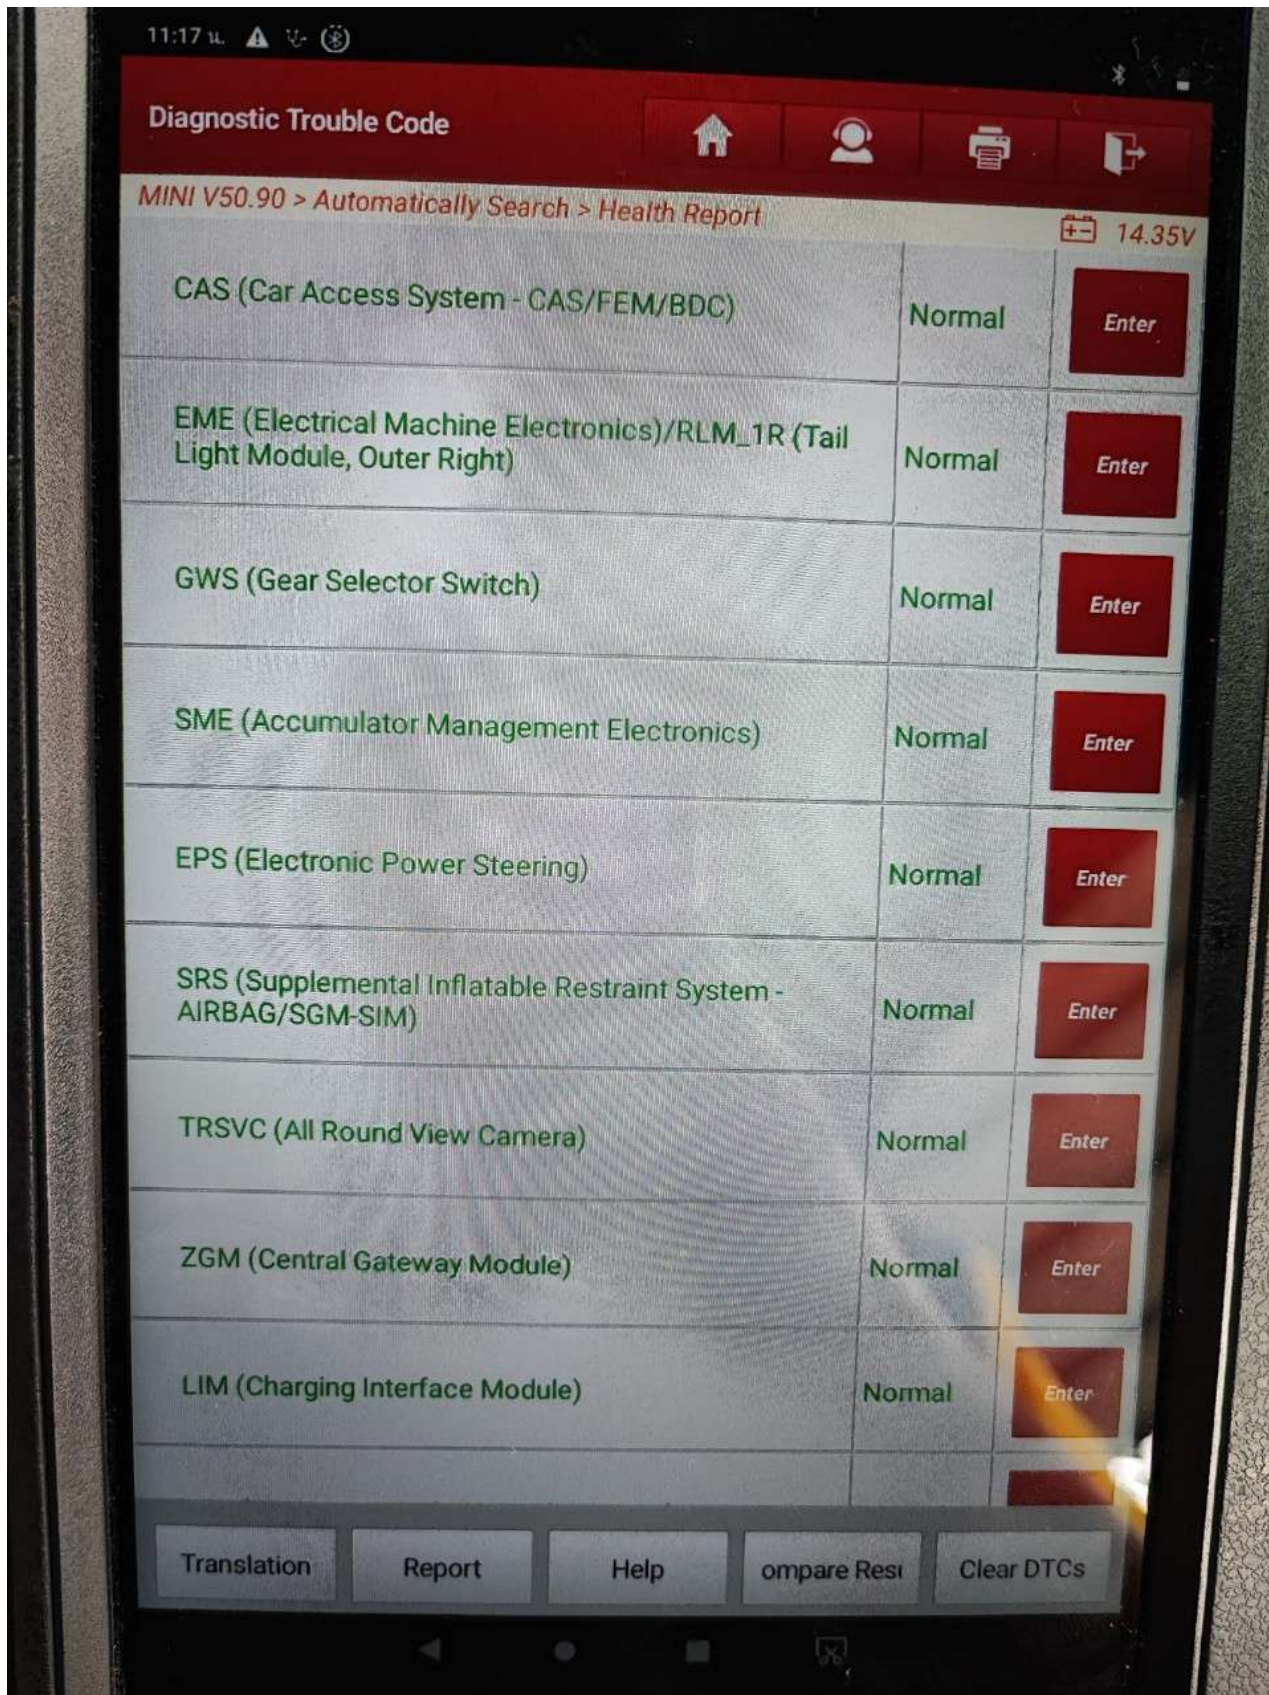 11:17 น.
Diagnostic Trouble Code
MINI V50.90 > Automatically Search > Health Report
14.35V
CAS (Car Access System - CAS/FEM/BDC) Normal Enter
EME (Electrical Machine Electronics)/RLM_1R (Tail
Light Module, Outer Right) Normal Enter
GWS (Gear Selector Switch) Normal Enter
SME (Accumulator Management Electronics) Normal Enter
EPS (Electronic Power Steering) Normal Enter
SRS (Supplemental Inflatable Restraint System -
AIRBAG/SGM-SIM) Normal Enter
TRSVC (All Round View Camera) Normal Enter
ZGM (Central Gateway Module) Normal Enter
LIM (Charging Interface Module) Normal Enter
Translation Report Help ompare Resu Clear DTCs